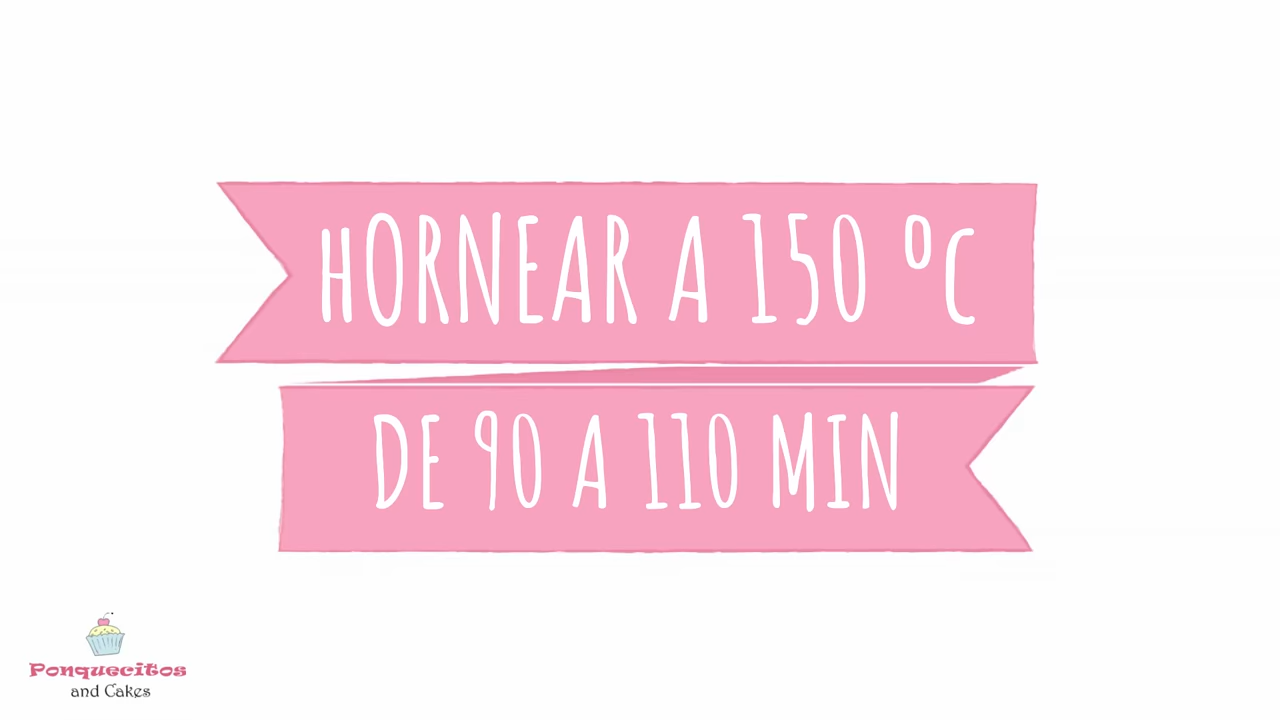 HORNEAR A 150 ºC
DE 90 A 110 MIN
Ponquecitos
and Cakes